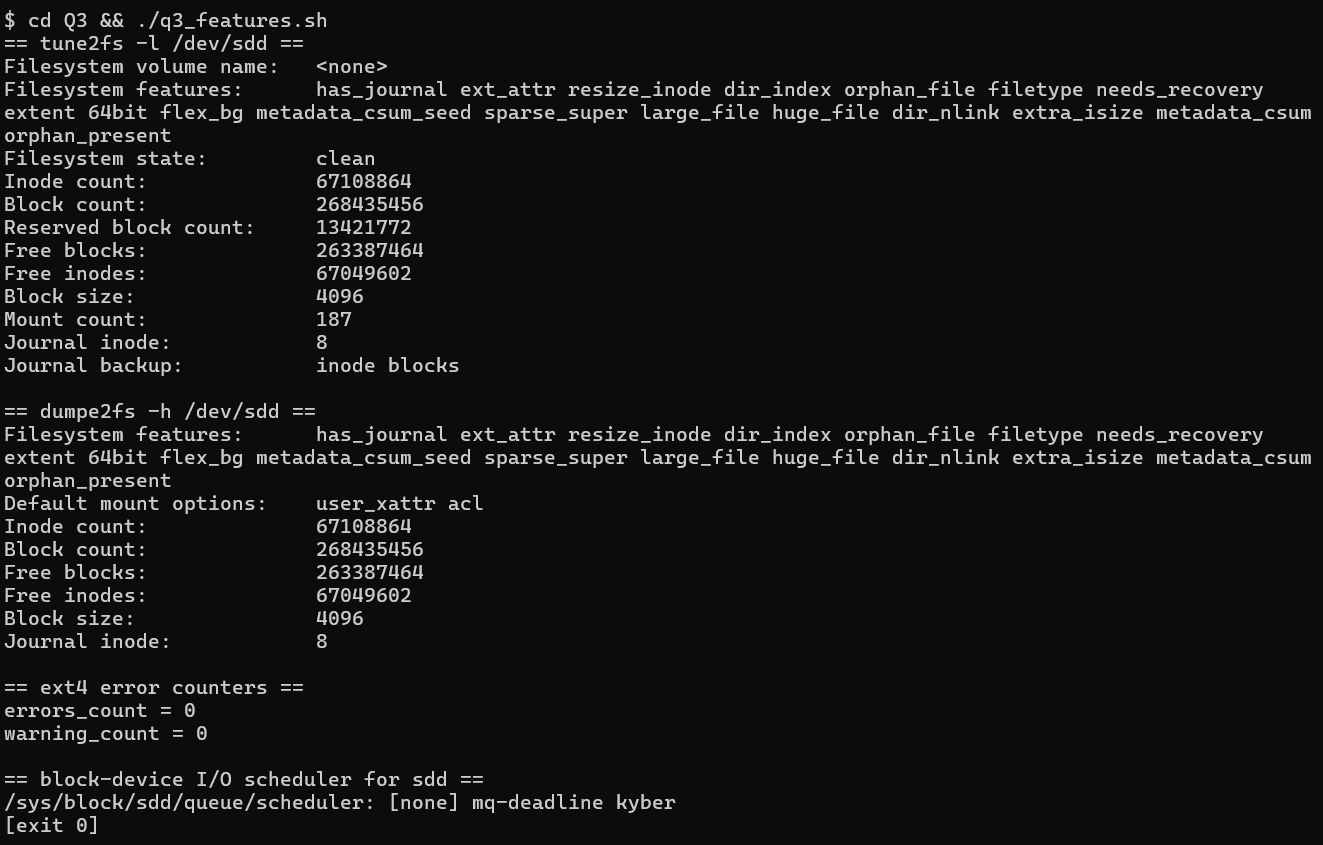 $ cd Q3 && ./q3_features.sh
== tune2fs -l /dev/sdd ==
Filesystem volume name:   <none>
Filesystem features:      has_journal ext_attr resize_inode dir_index orphan_file filetype needs_recovery
extent 64bit flex_bg metadata_csum_seed sparse_super large_file huge_file dir_nlink extra_isize metadata_csum
orphan_present
Filesystem state:         clean
Inode count:              67108864
Block count:              268435456
Reserved block count:     13421772
Free blocks:              263387464
Free inodes:              67049602
Block size:               4096
Mount count:              187
Journal inode:            8
Journal backup:           inode blocks

== dumpe2fs -h /dev/sdd ==
Filesystem features:      has_journal ext_attr resize_inode dir_index orphan_file filetype needs_recovery
extent 64bit flex_bg metadata_csum_seed sparse_super large_file huge_file dir_nlink extra_isize metadata_csum
orphan_present
Default mount options:    user_xattr acl
Inode count:              67108864
Block count:              268435456
Free blocks:              263387464
Free inodes:              67049602
Block size:               4096
Journal inode:            8

== ext4 error counters ==
errors_count = 0
warning_count = 0

== block-device I/O scheduler for sdd ==
/sys/block/sdd/queue/scheduler: [none] mq-deadline kyber
[exit 0]